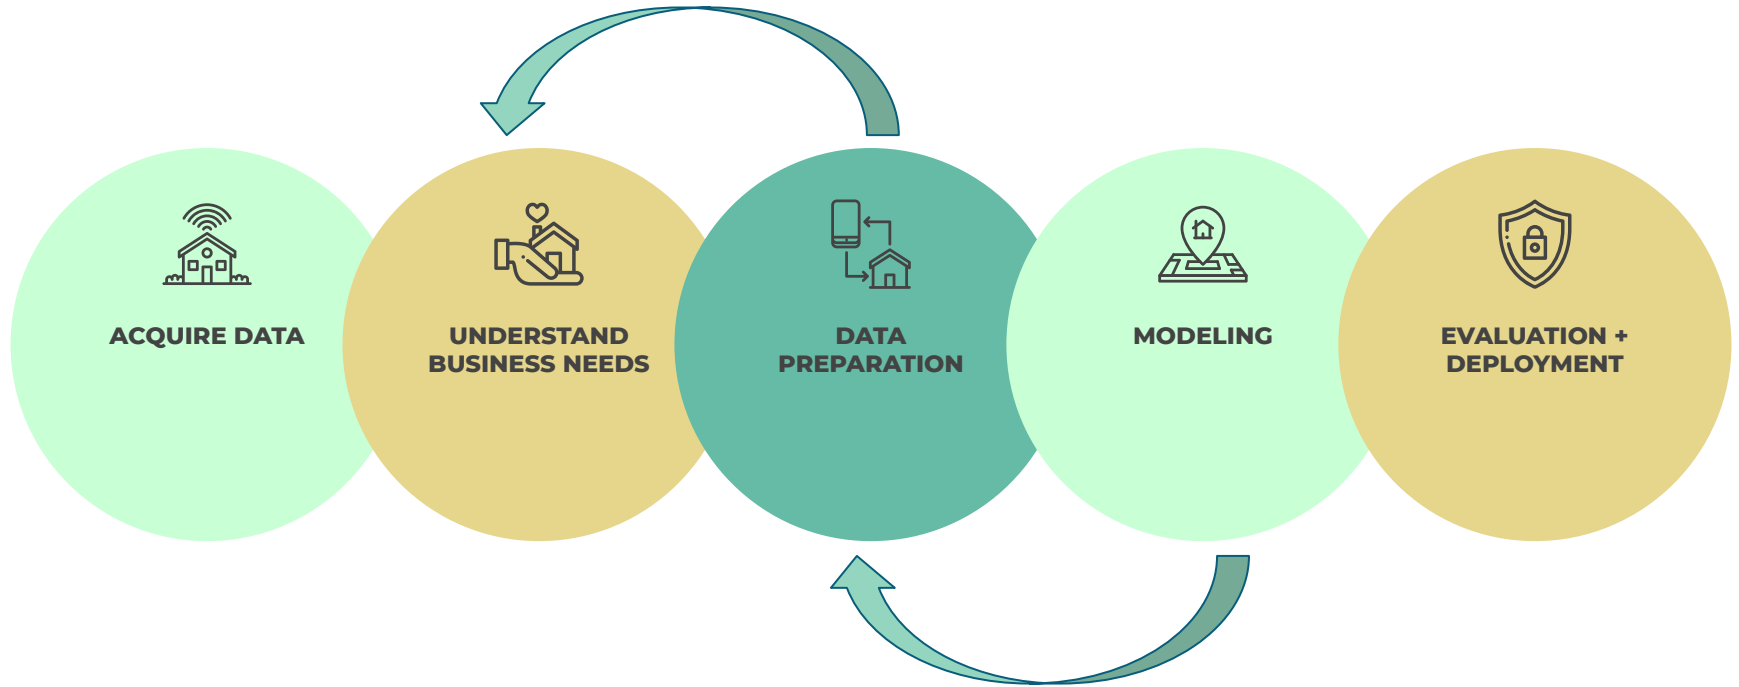 ACQUIRE DATA
UNDERSTAND
BUSINESS NEEDS
DATA
PREPARATION
MODELING
EVALUATION +
DEPLOYMENT